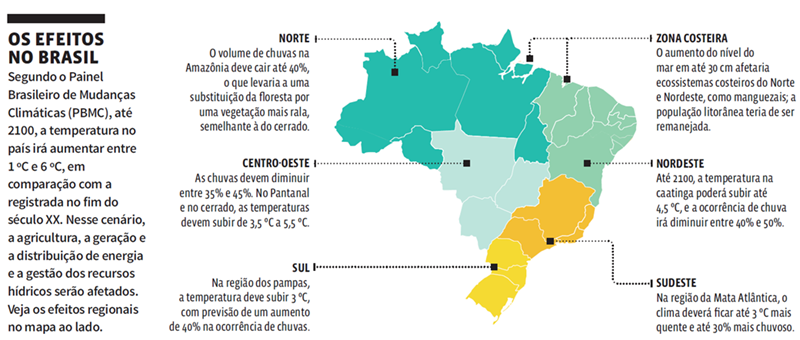 OS EFEITOS
NO BRASIL
Segundo o Painel
Brasileiro de Mudanças
Climáticas (PBMC), até
2100, a temperatura no
país irá aumentar entre
1 ºC e 6 ºC, em
comparação com a
registrada no fim do
século XX. Nesse cenário,
a agricultura, a geração e
a distribuição de energia
e a gestão dos recursos
hídricos serão afetados.
Veja os efeitos regionais
no mapa ao lado.
NORTE
O volume de chuvas na
Amazônia deve cair até 40%,
o que levaria a uma
substituição da floresta por
uma vegetação mais rala,
semelhante à do cerrado.
CENTRO-OESTE
As chuvas devem diminuir
entre 35% e 45%. No Pantanal
e no cerrado, as temperaturas
devem subir de 3,5 ºC a 5,5 ºC.
SUL
Na região dos pampas,
a temperatura deve subir 3 ºC,
com previsão de um aumento
de 40% na ocorrência de chuvas.
ZONA COSTEIRA
O aumento do nível do
mar em até 30 cm afetaria
ecossistemas costeiros do Norte
e Nordeste, como manguezais; a
população litorânea teria de ser
remanejada.
NORDESTE
Até 2100, a temperatura na
caatinga poderá subir até
4,5 ºC, e a ocorrência de chuva
irá diminuir entre 40% e 50%.
SUDESTE
Na região da Mata Atlântica, o
clima deverá ficar até 3 ºC mais
quente e até 30% mais chuvoso.